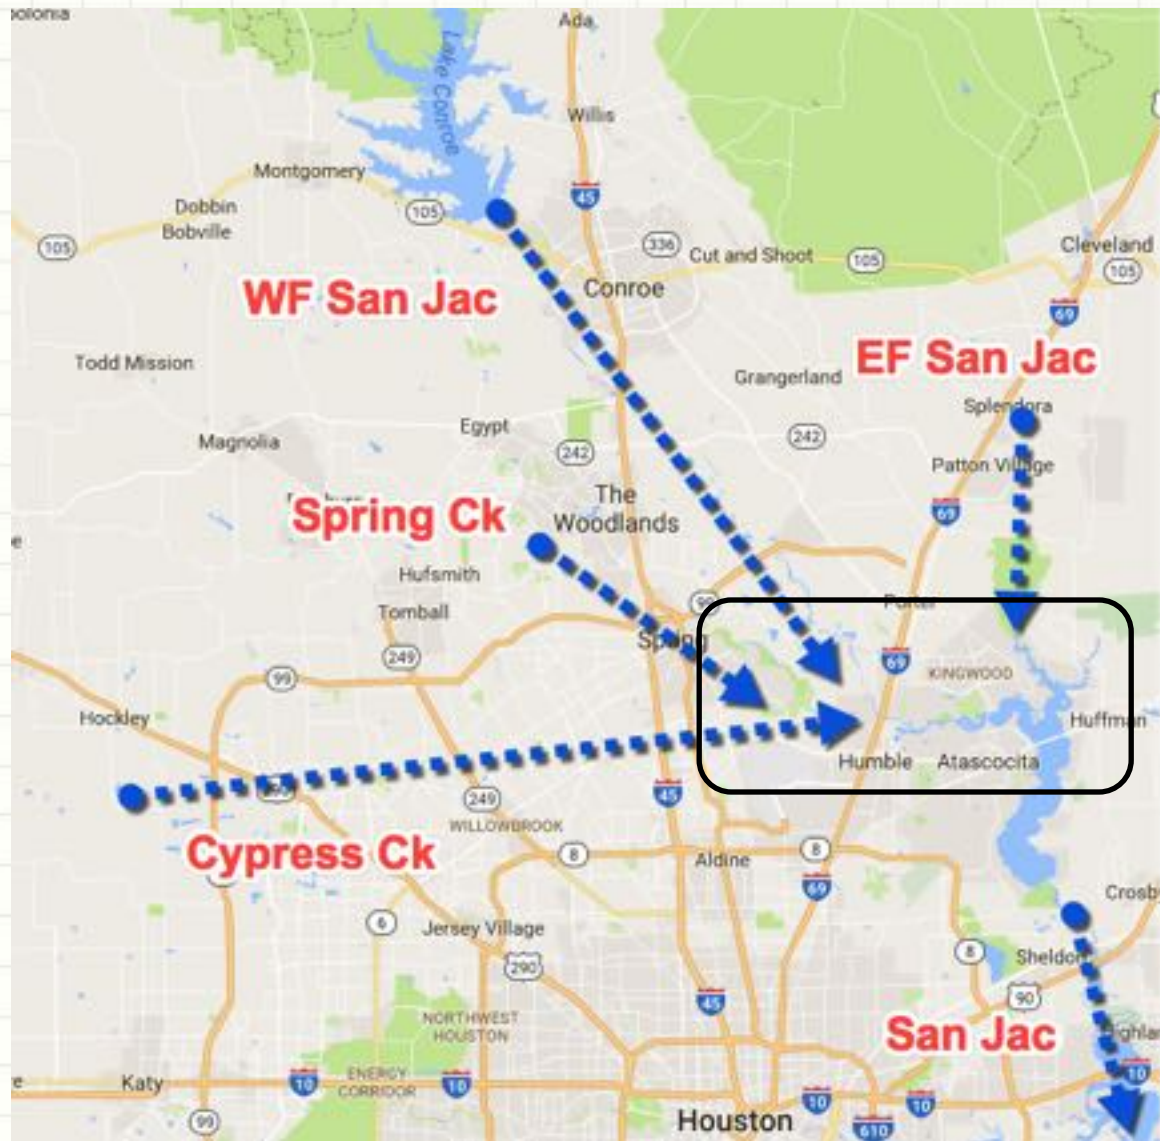 Ada
Lake Conroe
Willis
Montgomery
45
105
Dobbin
Bobville
105
336
Cut and Shoot
105
Cleveland
105
Conroe
WF San Jac
69
EF San Jac
Todd Mission
Grangerland
Splendora
Egypt
242
242
Magnolia
Patton Village
The
Woodlands
69
Spring Ck
Hufsmith
Tomball
99
Porter
Spring
249
69
KINGWOOD
99
Hockley
Huffman
Humble
Atascocita
290
249
45
WILLOWBROOK
Cypress Ck
8
Aldine
8
69
Crosby
6
Jersey Village
8
Sheldon
290
90
45
NORTHWEST
HOUSTON
San Jac
Katy
10
ENERGY
CORRIDOR
10
10
10
10
99
Houston
610